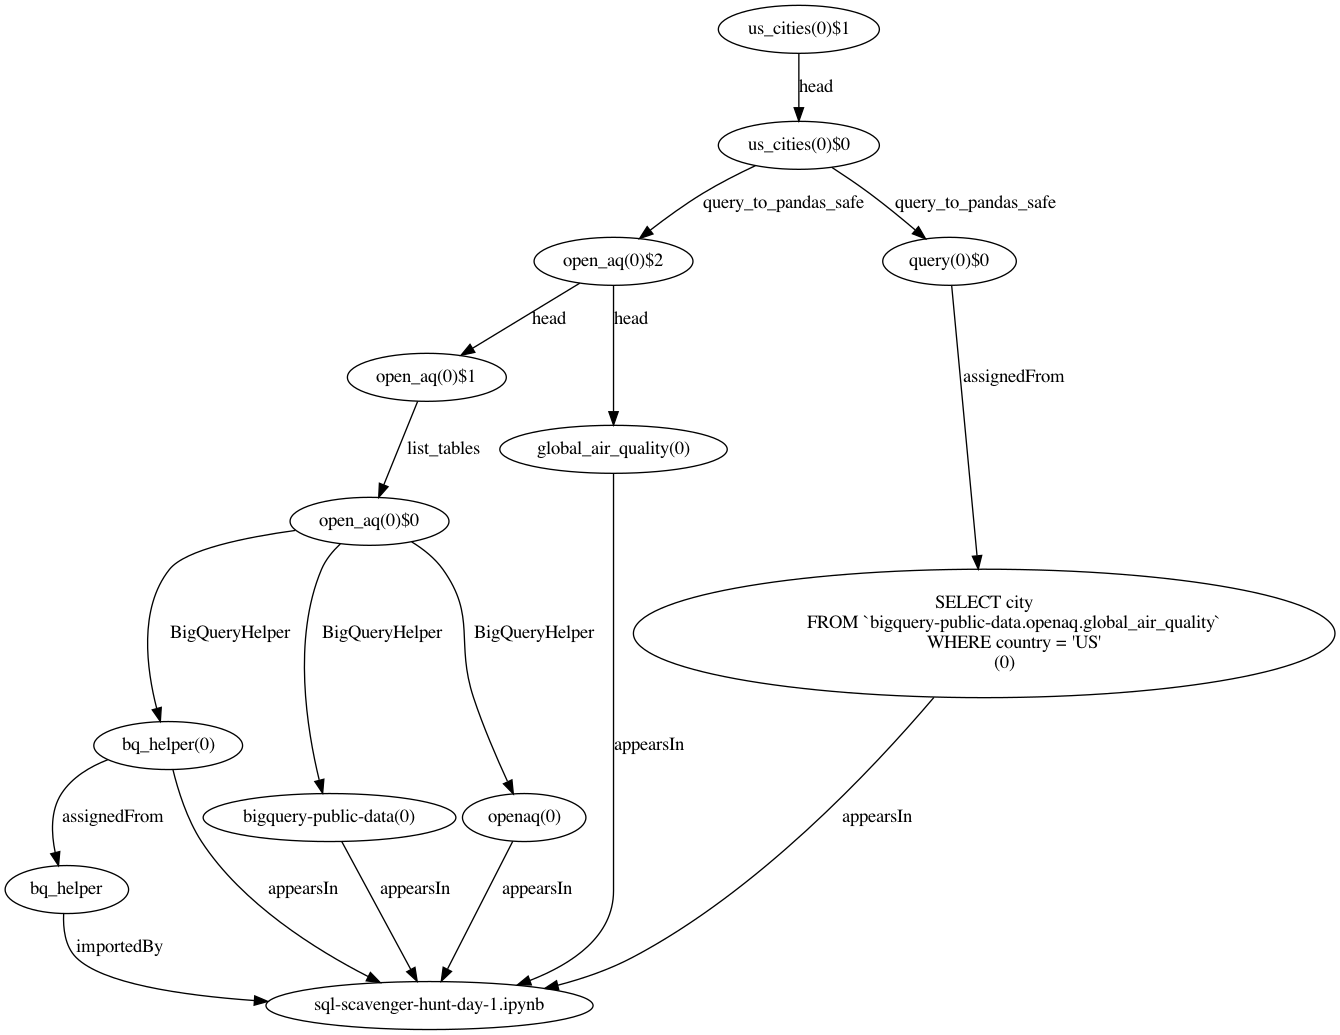 us_cities(0)$1
head
us_cities(0)$0
query_to_pandas_safe
query_to_pandas_safe
open_aq(0)$2
query(0)$0
head
head
open_aq(0)$1
assignedFrom
list_tables
global_air_quality(0)
open_aq(0)$0
SELECT city
FROM `bigquery-public-data.openaq.global_air_quality`
WHERE country = 'US'
(0)
BigQueryHelper
BigQueryHelper
BigQueryHelper
bq_helper(0)
appearsIn
assignedFrom
bigquery-public-data(0)
openaq(0)
appearsIn
bq_helper
appearsIn
appearsIn
appearsIn
importedBy
sql-scavenger-hunt-day-1.ipynb